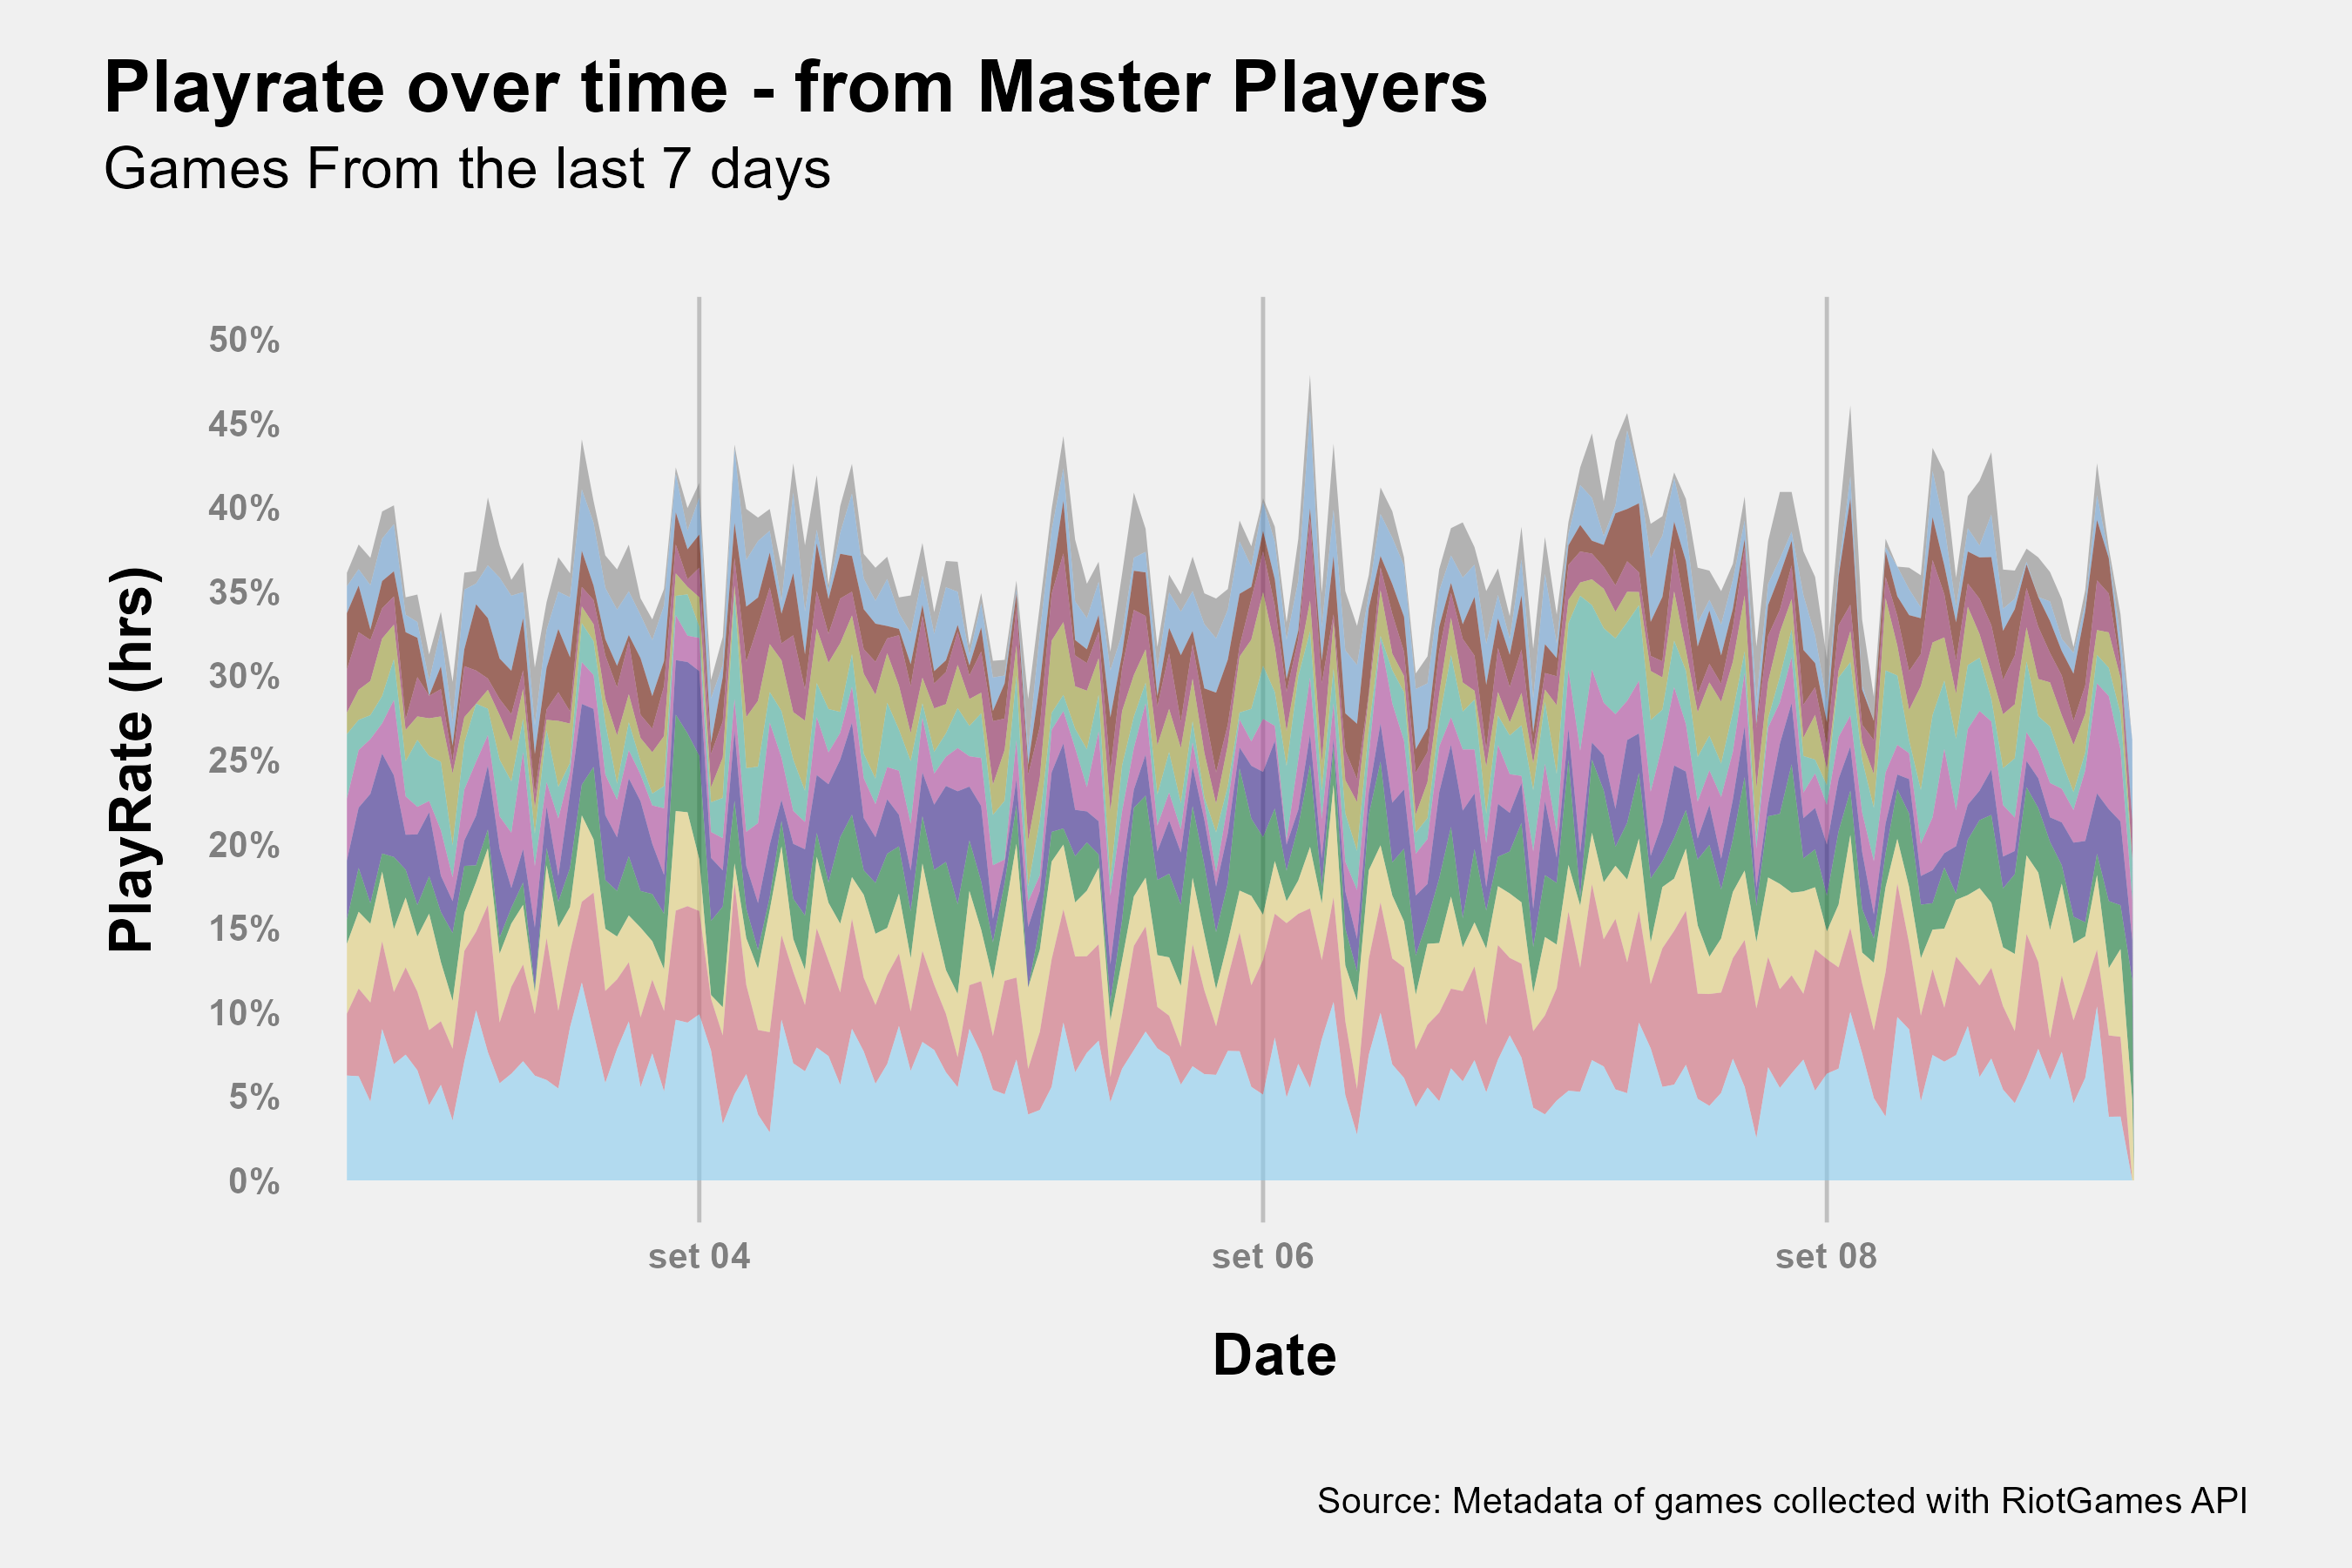 Playrate over time - from Master Players
Games From the last 7 days
PlayRate (hrs)
50%
45%
40%
35%
30%
25%
20%
15%
10%
5%
0%
set 04
set 06
set 08
Date
Source: Metadata of games collected with RiotGames API